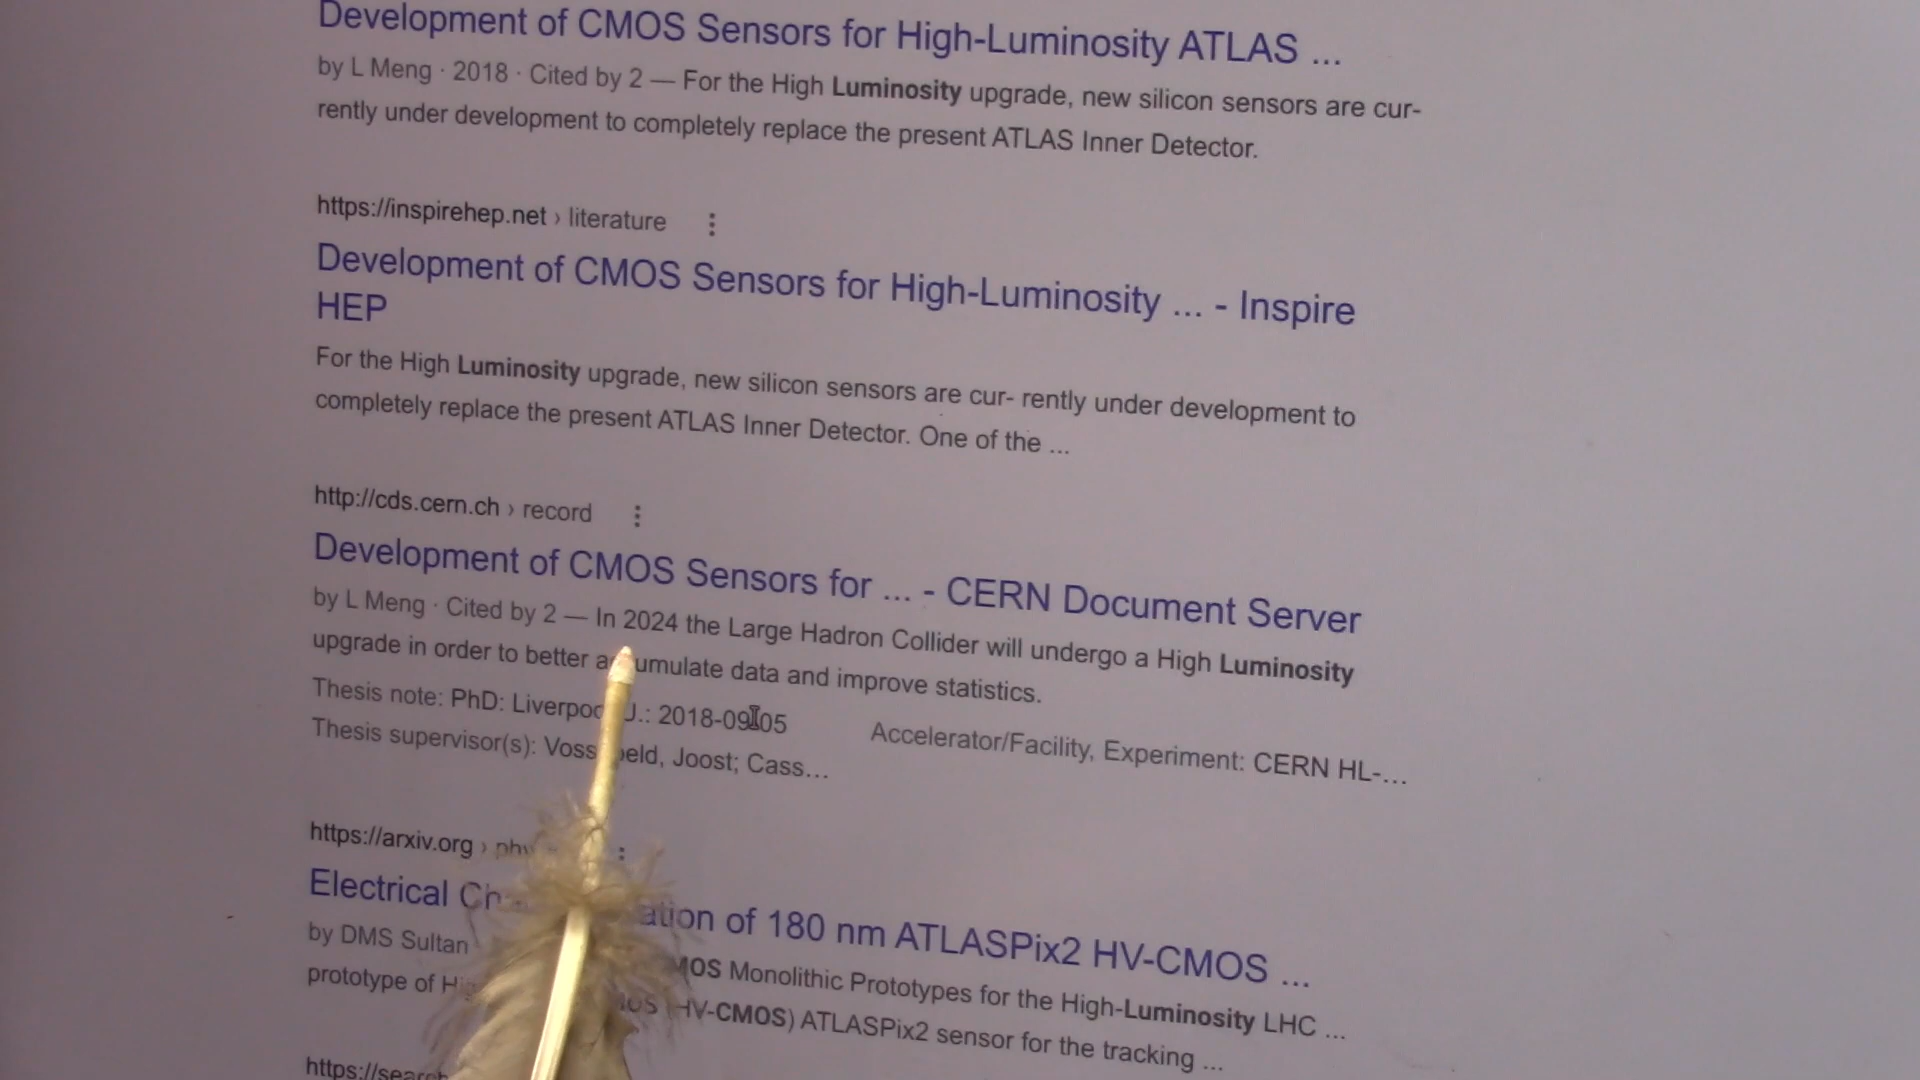 Development of CMOS Sensors for High-Luminosity ATLAS ...
by L Meng · 2018 · Cited by 2 — For the High Luminosity upgrade, new silicon sensors are cur-
rently under development to completely replace the present ATLAS Inner Detector.
https://inspirehep.net › literature
Development of CMOS Sensors for High-Luminosity ... - Inspire
HEP
For the High Luminosity upgrade, new silicon sensors are cur- rently under development to
completely replace the present ATLAS Inner Detector. One of the ...
http://cds.cern.ch › record
Development of CMOS Sensors for ... - CERN Document Server
by L Meng · Cited by 2 — In 2024 the Large Hadron Collider will undergo a High Luminosity
upgrade in order to better accumulate data and improve statistics.
Thesis note: PhD: U.: 2018-09-05 Accelerator/Facility, Experiment: CERN HL-...
Thesis supervisor(s): Joost; Cass...
https://arxiv.org ›
Electrical of 180 nm ATLASPix2 HV-CMOS ...
by DMS Sultan Monolithic Prototypes for the High-Luminosity LHC ...
prototype of (HV-CMOS) ATLASPix2 sensor for the tracking ...